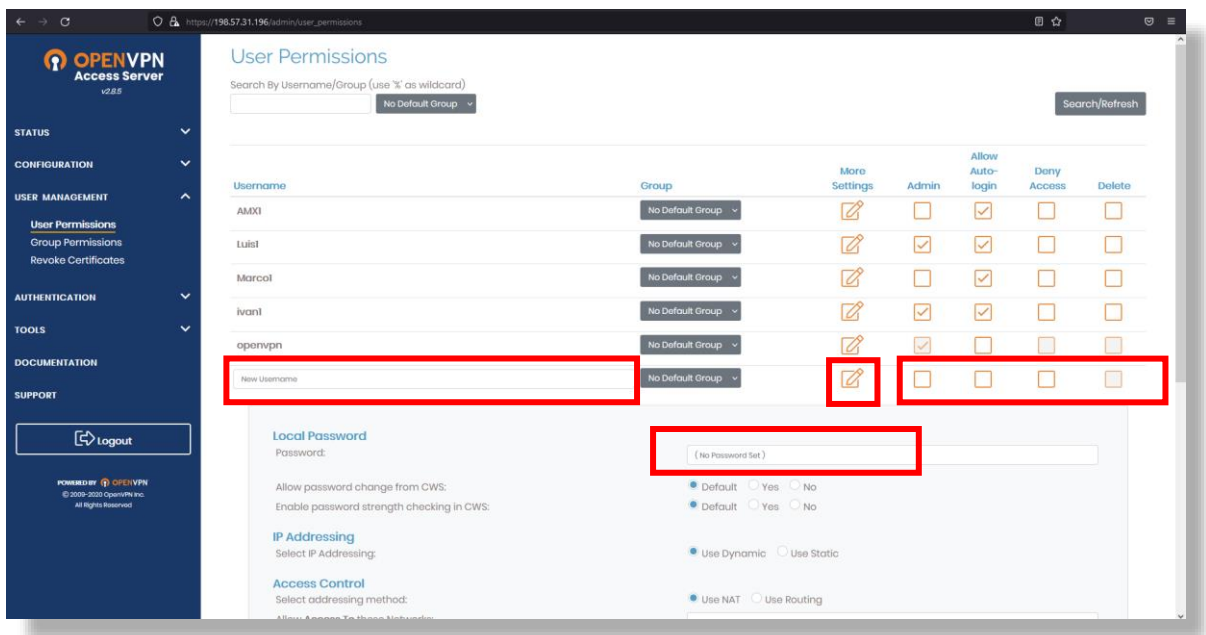 https://198.57.31.196/admin/user_permissions
OPENVPN
Access Server
v2.8.5
STATUS
CONFIGURATION
USER MANAGEMENT
User Permissions
Group Permissions
Revoke Certificates
AUTHENTICATION
TOOLS
DOCUMENTATION
SUPPORT
Logout
POWERED BY OPENVPN
© 2009-2020 OpenVPN Inc.
All Rights Reserved
User Permissions
Search By Username/Group (use '%' as wildcard)
No Default Group
Search/Refresh
Username Group More Settings Admin Allow Auto-login Deny Access Delete
AMX1 No Default Group
Luis1 No Default Group
Marco1 No Default Group
ivan1 No Default Group
openvpn No Default Group
New Username No Default Group
Local Password
Password: (No Password Set)
Allow password change from CWS: Default Yes No
Enable password strength checking in CWS: Default Yes No
IP Addressing
Select IP Addressing: Use Dynamic Use Static
Access Control
Select addressing method: Use NAT Use Routing
Allow Access To these Networks: